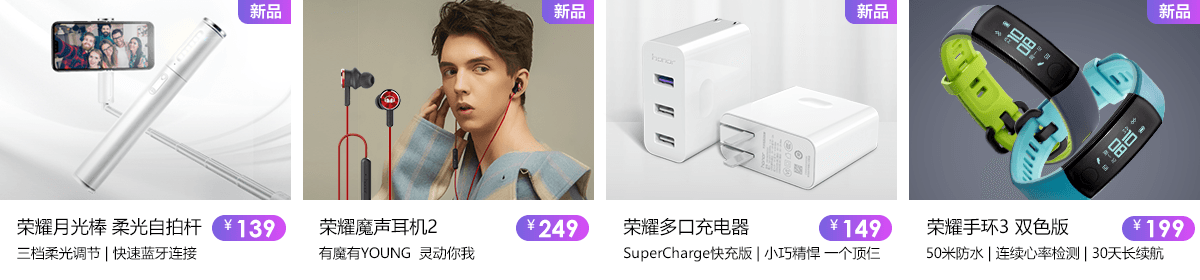 新品
荣耀月光棒 柔光自拍杆
¥139
三档柔光调节 | 快速蓝牙连接
新品
荣耀魔声耳机2
¥249
有魔有YOUNG 灵动你我
新品
honor
荣耀多口充电器
¥149
SuperCharge快充版 | 小巧精悍 一个顶仨
新品
荣耀手环3 双色版
¥199
50米防水 | 连续心率检测 | 30天长续航